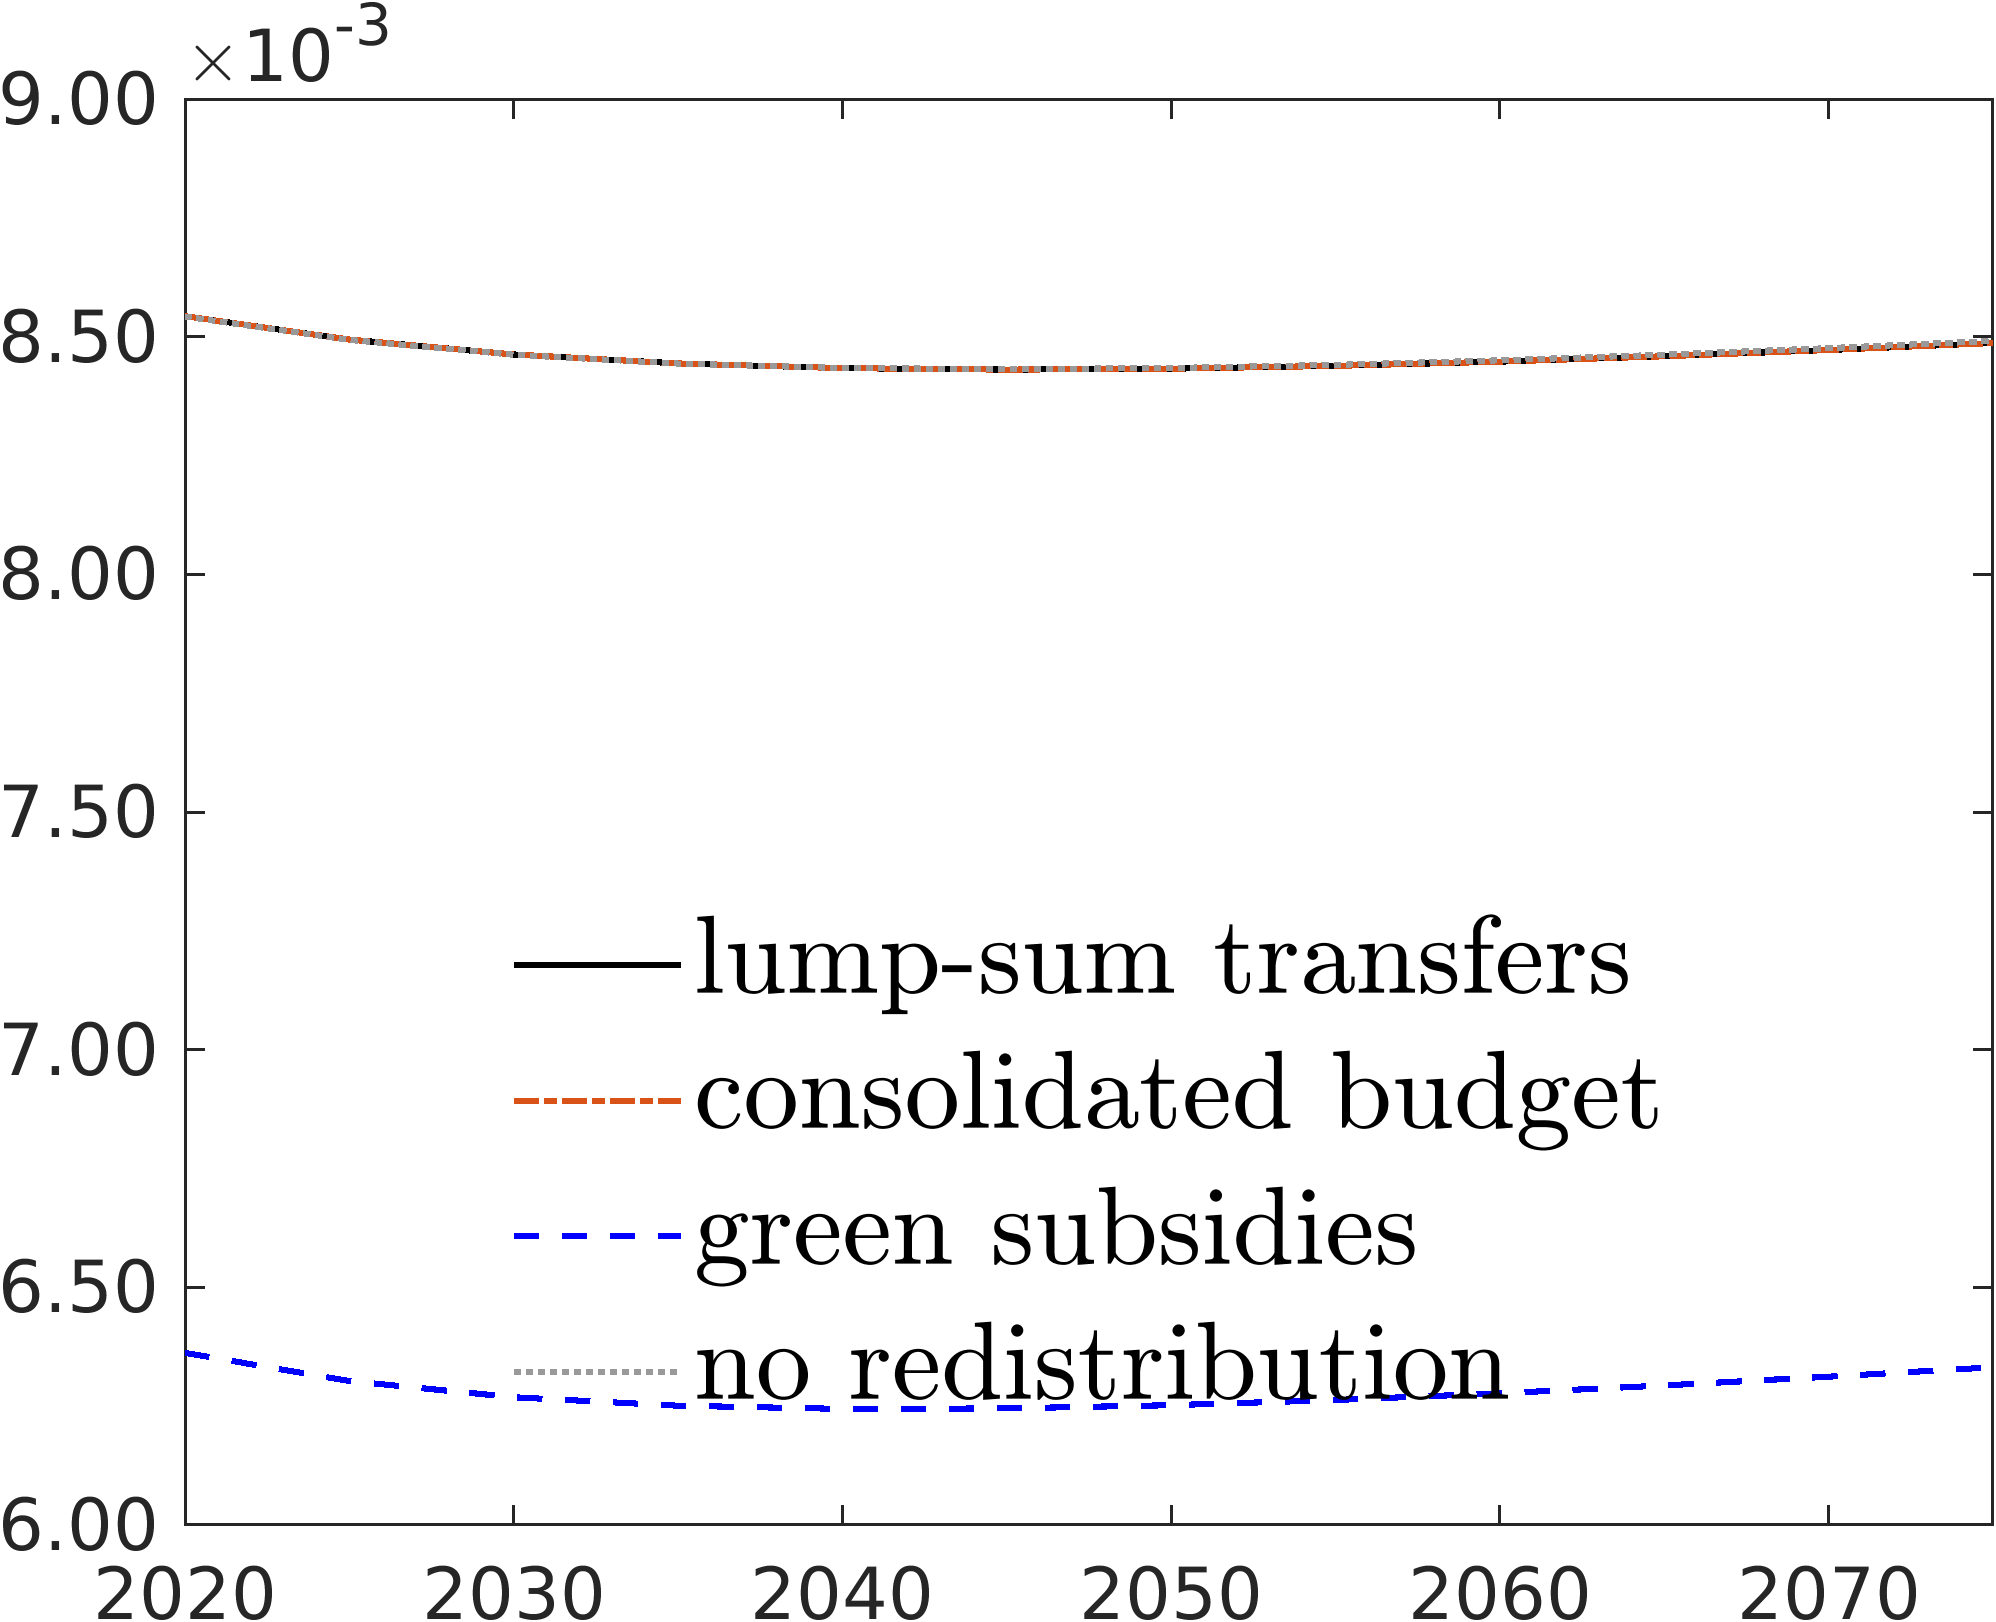 ×10-3
9.00
8.50
8.00
7.50
7.00
6.50
6.00
lump-sum transfers
consolidated budget
green subsidies
no redistribution
2020 2030 2040 2050 2060 2070